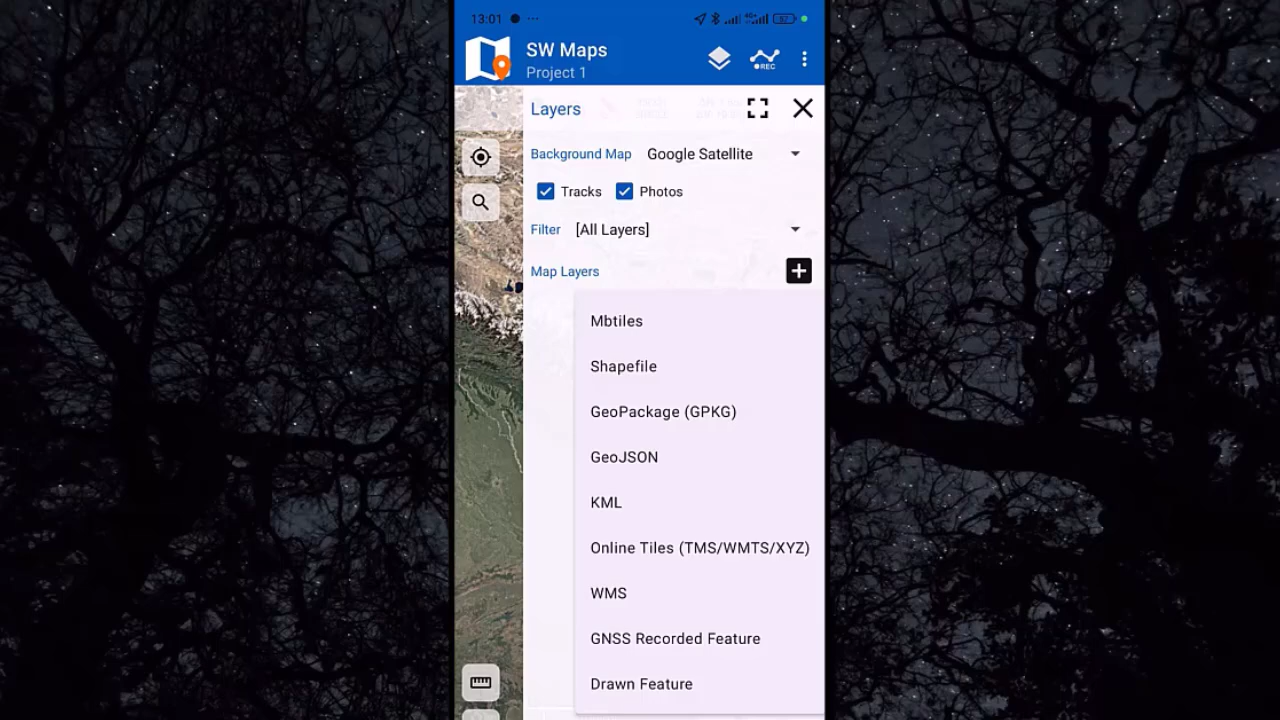 13:01
SW Maps
Project 1
REC
Layers
Background Map Google Satellite
Tracks Photos
Filter [All Layers]
Map Layers
Mbtiles
Shapefile
GeoPackage (GPKG)
GeoJSON
KML
Online Tiles (TMS/WMTS/XYZ)
WMS
GNSS Recorded Feature
Drawn Feature